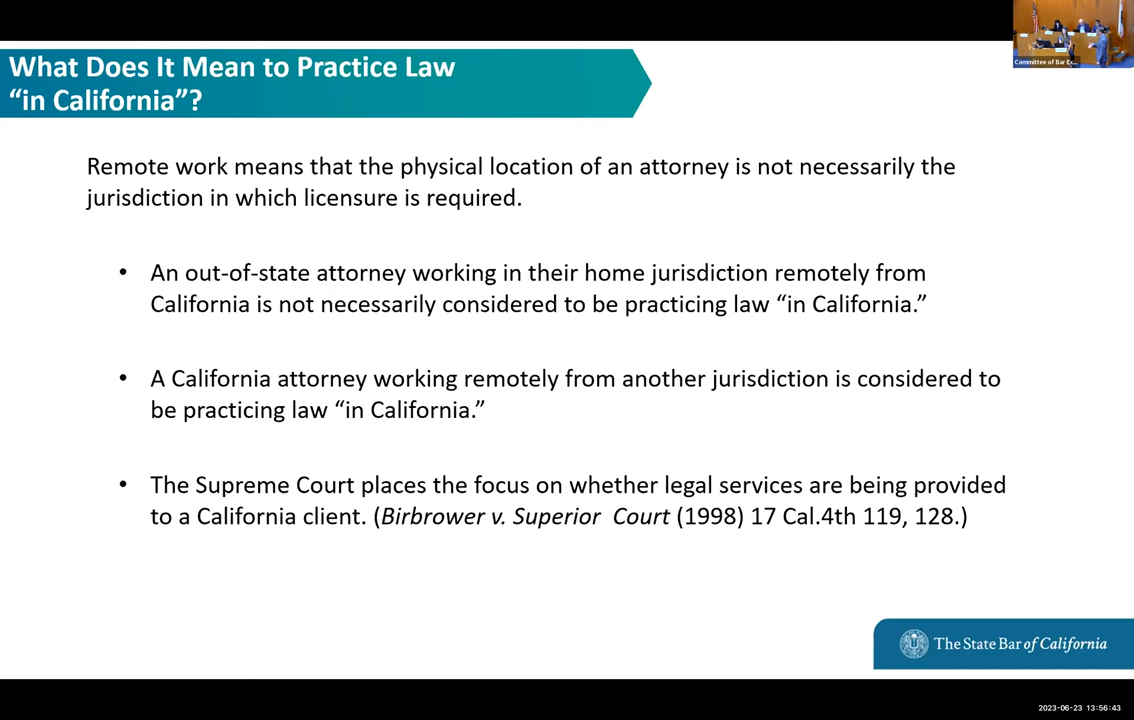 What Does It Mean to Practice Law
“in California”?
Committee of Bar Ex...
Remote work means that the physical location of an attorney is not necessarily the
jurisdiction in which licensure is required.
• An out-of-state attorney working in their home jurisdiction remotely from
California is not necessarily considered to be practicing law “in California.”
• A California attorney working remotely from another jurisdiction is considered to
be practicing law “in California.”
• The Supreme Court places the focus on whether legal services are being provided
to a California client. (Birbrower v. Superior Court (1998) 17 Cal.4th 119, 128.)
The State Bar of California
2023-06-23 13:56:43